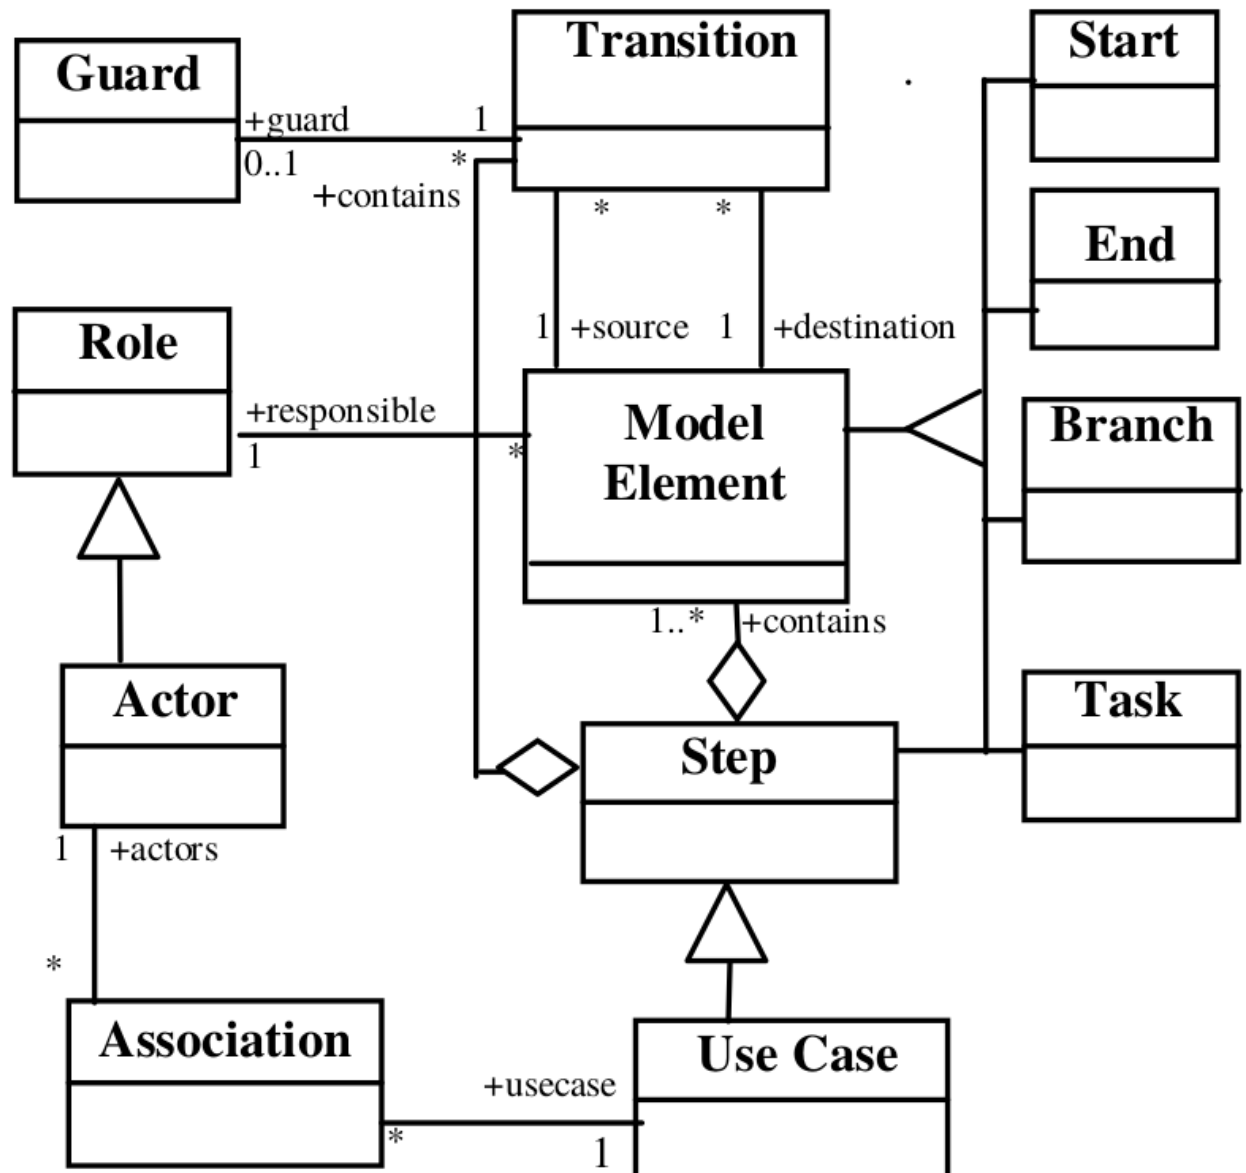 Transition
Start
Guard
+guard
1
0..1
*
+contains
*
*
End
1
+source
1
+destination
Role
+responsible
1
*
Model
Element
Branch
1..*
+contains
Actor
Step
Task
1
+actors
*
Association
Use Case
+usecase
*
1